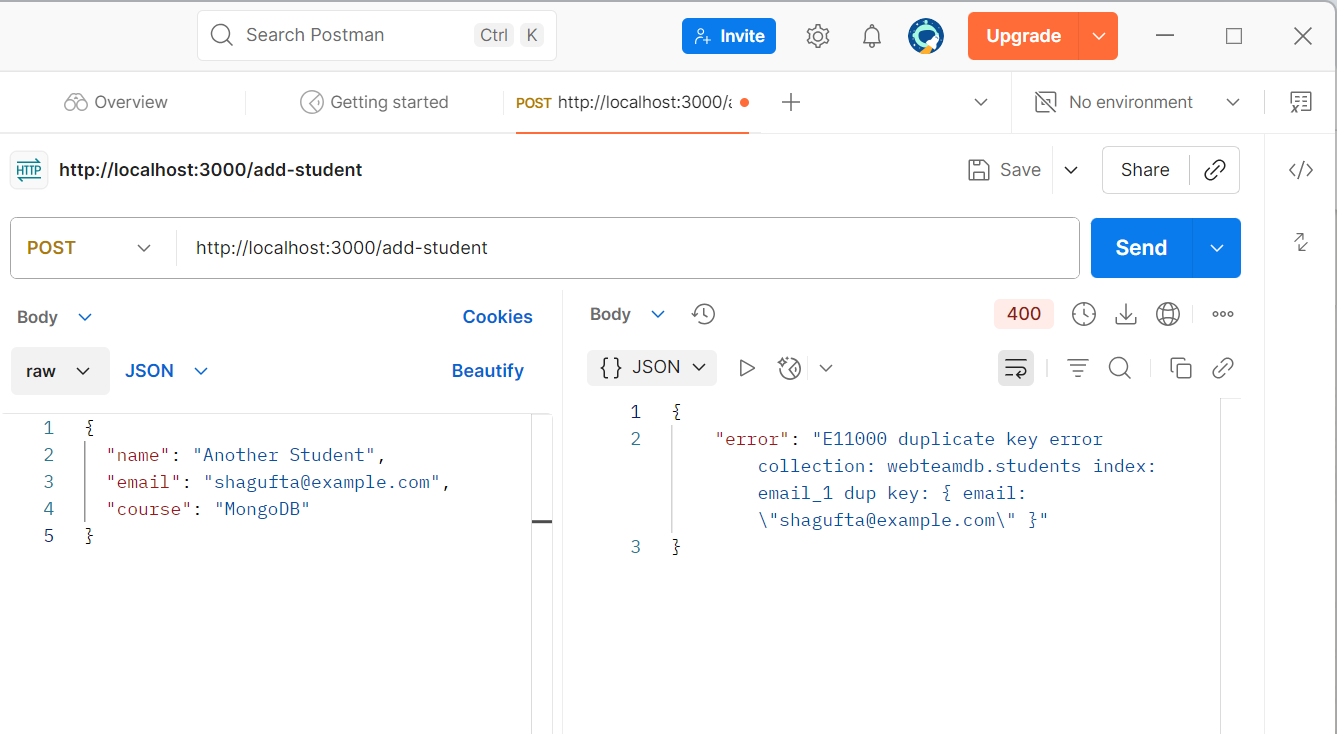 Search Postman Ctrl K Invite Upgrade
Overview Getting started POST http://localhost:3000/a No environment
HTTP http://localhost:3000/add-student Save Share
POST http://localhost:3000/add-student Send
Body Cookies
raw JSON Beautify
1 {
2 "name": "Another Student",
3 "email": "shagufta@example.com",
4 "course": "MongoDB"
5 }
Body 400
{} JSON
1 {
2 "error": "E11000 duplicate key error
collection: webteamdb.students index:
email_1 dup key: { email:
\"shagufta@example.com\" }"
3 }